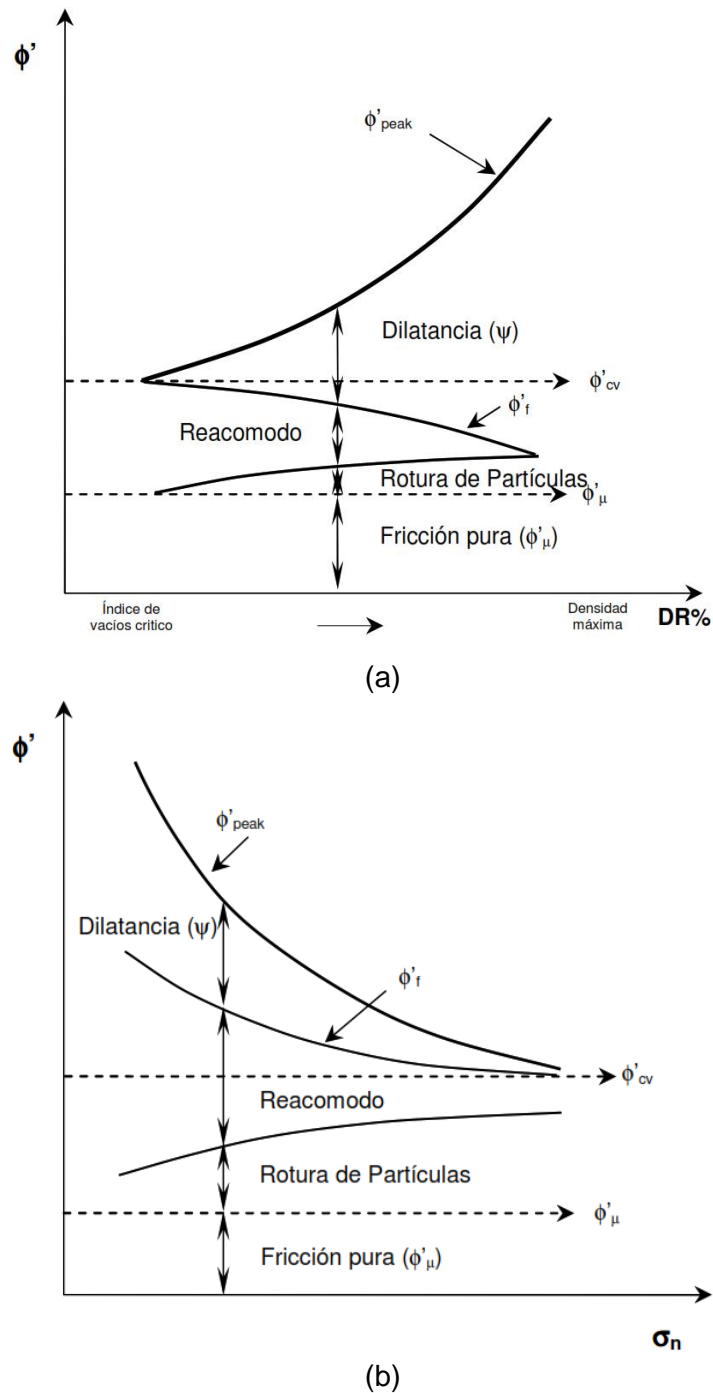 ϕ'
ϕ'peak
Dilatancia (ψ)
ϕ'cv
ϕ'f
Reacomodo
Rotura de Partículas
ϕ'μ
Fricción pura (ϕ'μ)
Índice de
vacíos critico
Densidad
máxima
DR%
(a)
ϕ'
ϕ'peak
Dilatancia (ψ)
ϕ'f
ϕ'cv
Reacomodo
Rotura de Partículas
ϕ'μ
Fricción pura (ϕ'μ)
σn
(b)